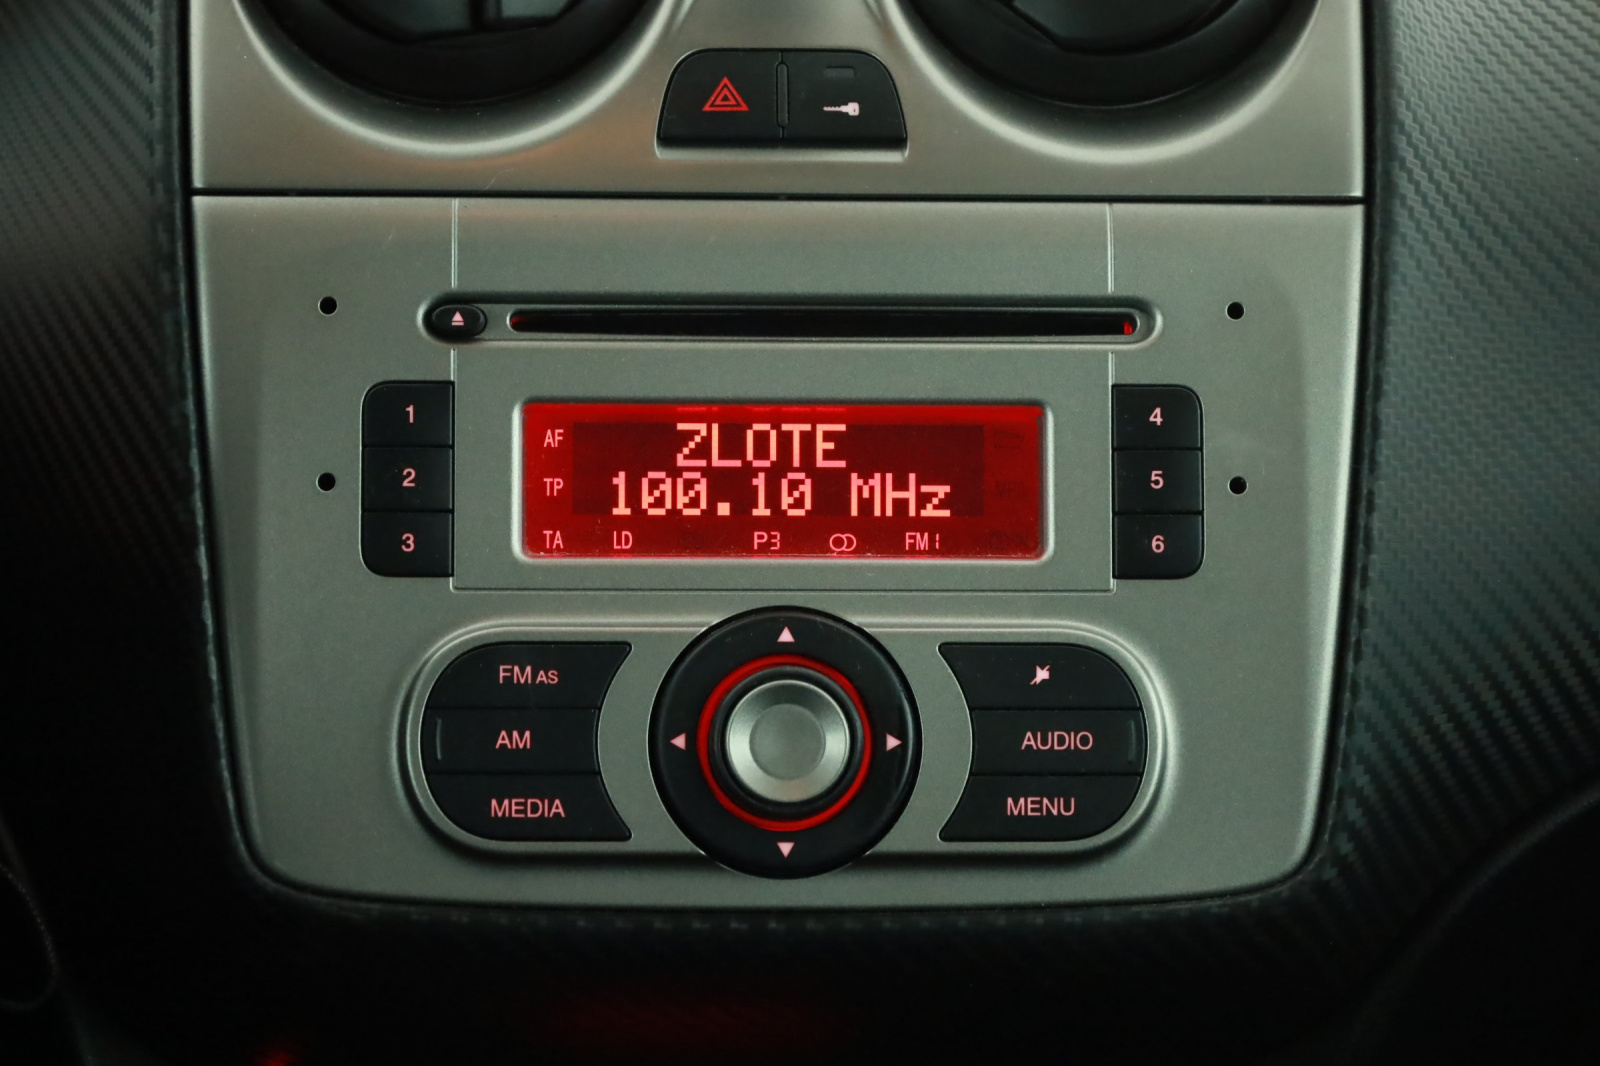 1
2
3
4
5
6
AF
ZLOTE
TP
100.10 MHz
TA LD P3 FM1
FM AS
AM
MEDIA
AUDIO
MENU